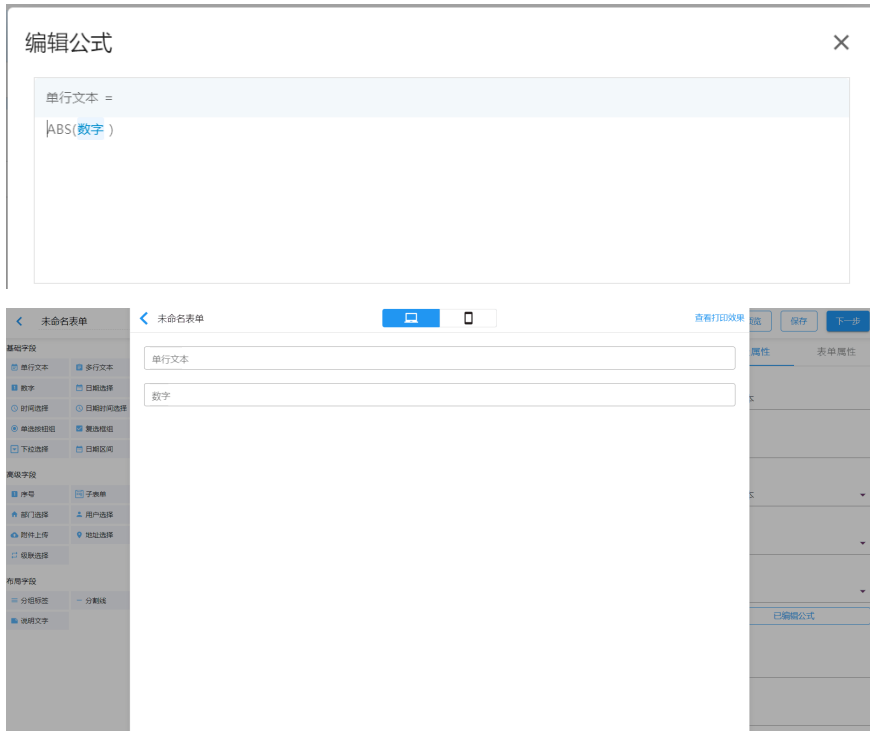 编辑公式
单行文本 =
ABS(数字 )
未命名表单
未命名表单
查看打印效果
预览
保存
下一步
基础字段
单行文本
多行文本
数字
日期选择
时间选择
日期时间选择
单选按钮组
复选框组
下拉选择
日期区间
高级字段
序号
子表单
部门选择
用户选择
附件上传
地址选择
级联选择
布局字段
分组标签
分割线
说明文字
单行文本
数字
属性
表单属性
已编辑公式